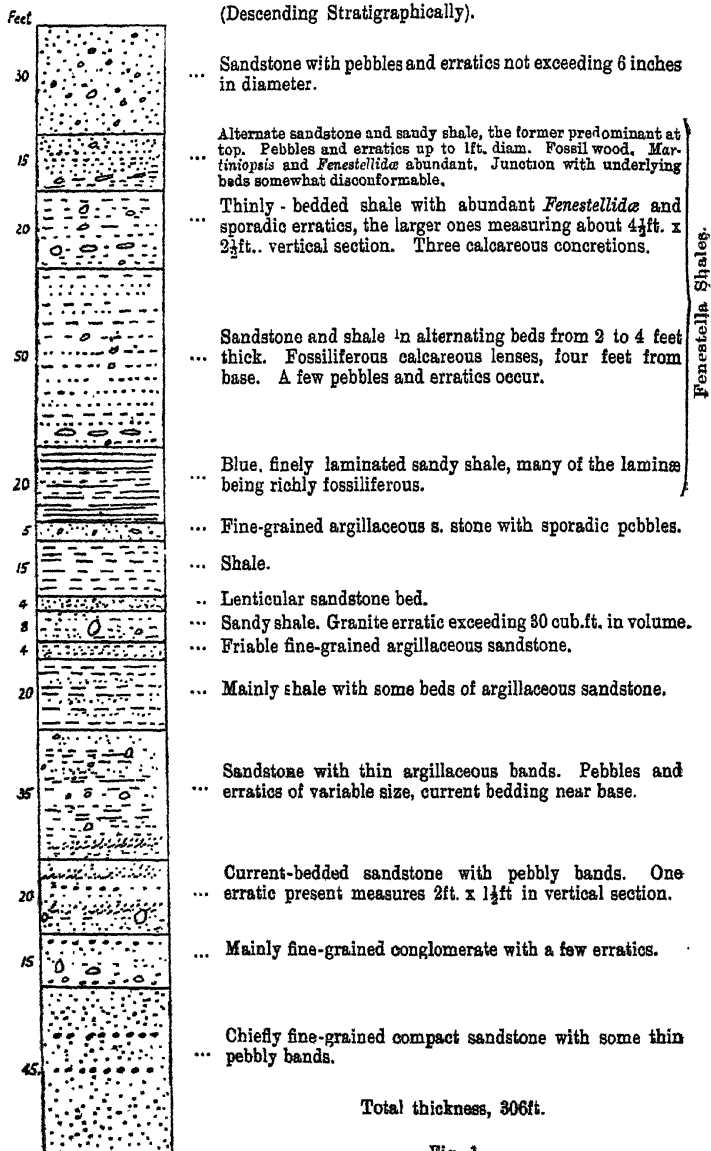 Feet
(Descending Stratigraphically).
30
... Sandstone with pebbles and erratics not exceeding 6 inches
in diameter.
15
Alternate sandstone and sandy shale, the former predominant at
top. Pebbles and erratics up to 1ft. diam. Fossil wood. Mar-
... tiniopsis and Fenestellidæ abundant. Junction with underlying
beds somewhat disconformable.
20
Thinly - bedded shale with abundant Fenestellidæ and
... sporadic erratics, the larger ones measuring about 4½ft. x
2½ft.. vertical section. Three calcareous concretions.
50
Sandstone and shale in alternating beds from 2 to 4 feet
... thick. Fossiliferous calcareous lenses, four feet from
base. A few pebbles and erratics occur.
20
... Blue, finely laminated sandy shale, many of the laminæ
being richly fossiliferous.
Fenestella Shales.
5
... Fine-grained argillaceous s. stone with sporadic pebbles.
15
... Shale.
4
.. Lenticular sandstone bed.
8
... Sandy shale. Granite erratic exceeding 30 cub.ft. in volume.
4
... Friable fine-grained argillaceous sandstone.
20
... Mainly shale with some beds of argillaceous sandstone.
35
Sandstone with thin argillaceous bands. Pebbles and
... erratics of variable size, current bedding near base.
20
Current-bedded sandstone with pebbly bands. One
... erratic present measures 2ft. x 1½ft in vertical section.
15
... Mainly fine-grained conglomerate with a few erratics.
45.
Chiefly fine-grained compact sandstone with some thin
... pebbly bands.
Total thickness, 306ft.
Fig. 1